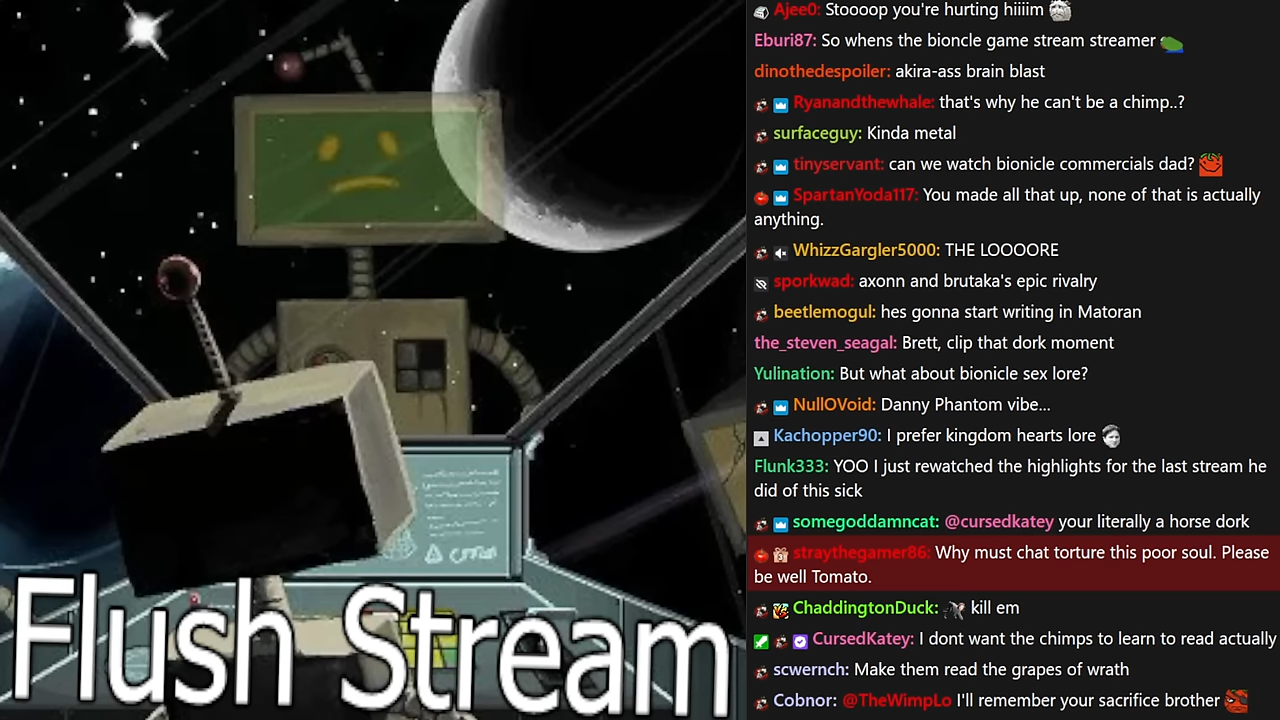 Ajee0: Stoooop you're hurting hiiiim
Eburi87: So whens the bioncle game stream streamer
dinothedespoiler: akira-ass brain blast
Ryanandthewhale: that's why he can't be a chimp..?
surfaceguy: Kinda metal
tinyservant: can we watch bionicle commercials dad?
SpartanYoda117: You made all that up, none of that is actually
anything.
WhizzGargler5000: THE LOOOORE
sporkwad: axonn and brutaka's epic rivalry
beetlemogul: hes gonna start writing in Matoran
the_steven_seagal: Brett, clip that dork moment
Yulination: But what about bionicle sex lore?
NullOVoid: Danny Phantom vibe...
Kachopper90: I prefer kingdom hearts lore
Flunk333: YOO I just rewatched the highlights for the last stream he
did of this sick
somegoddamncat: @cursedkatey your literally a horse dork
straythegamer86: Why must chat torture this poor soul. Please
be well Tomato.
ChaddingtonDuck: kill em
CursedKatey: I dont want the chimps to learn to read actually
scwernch: Make them read the grapes of wrath
Cobnor: @TheWimpLo I'll remember your sacrifice brother
Flush Stream